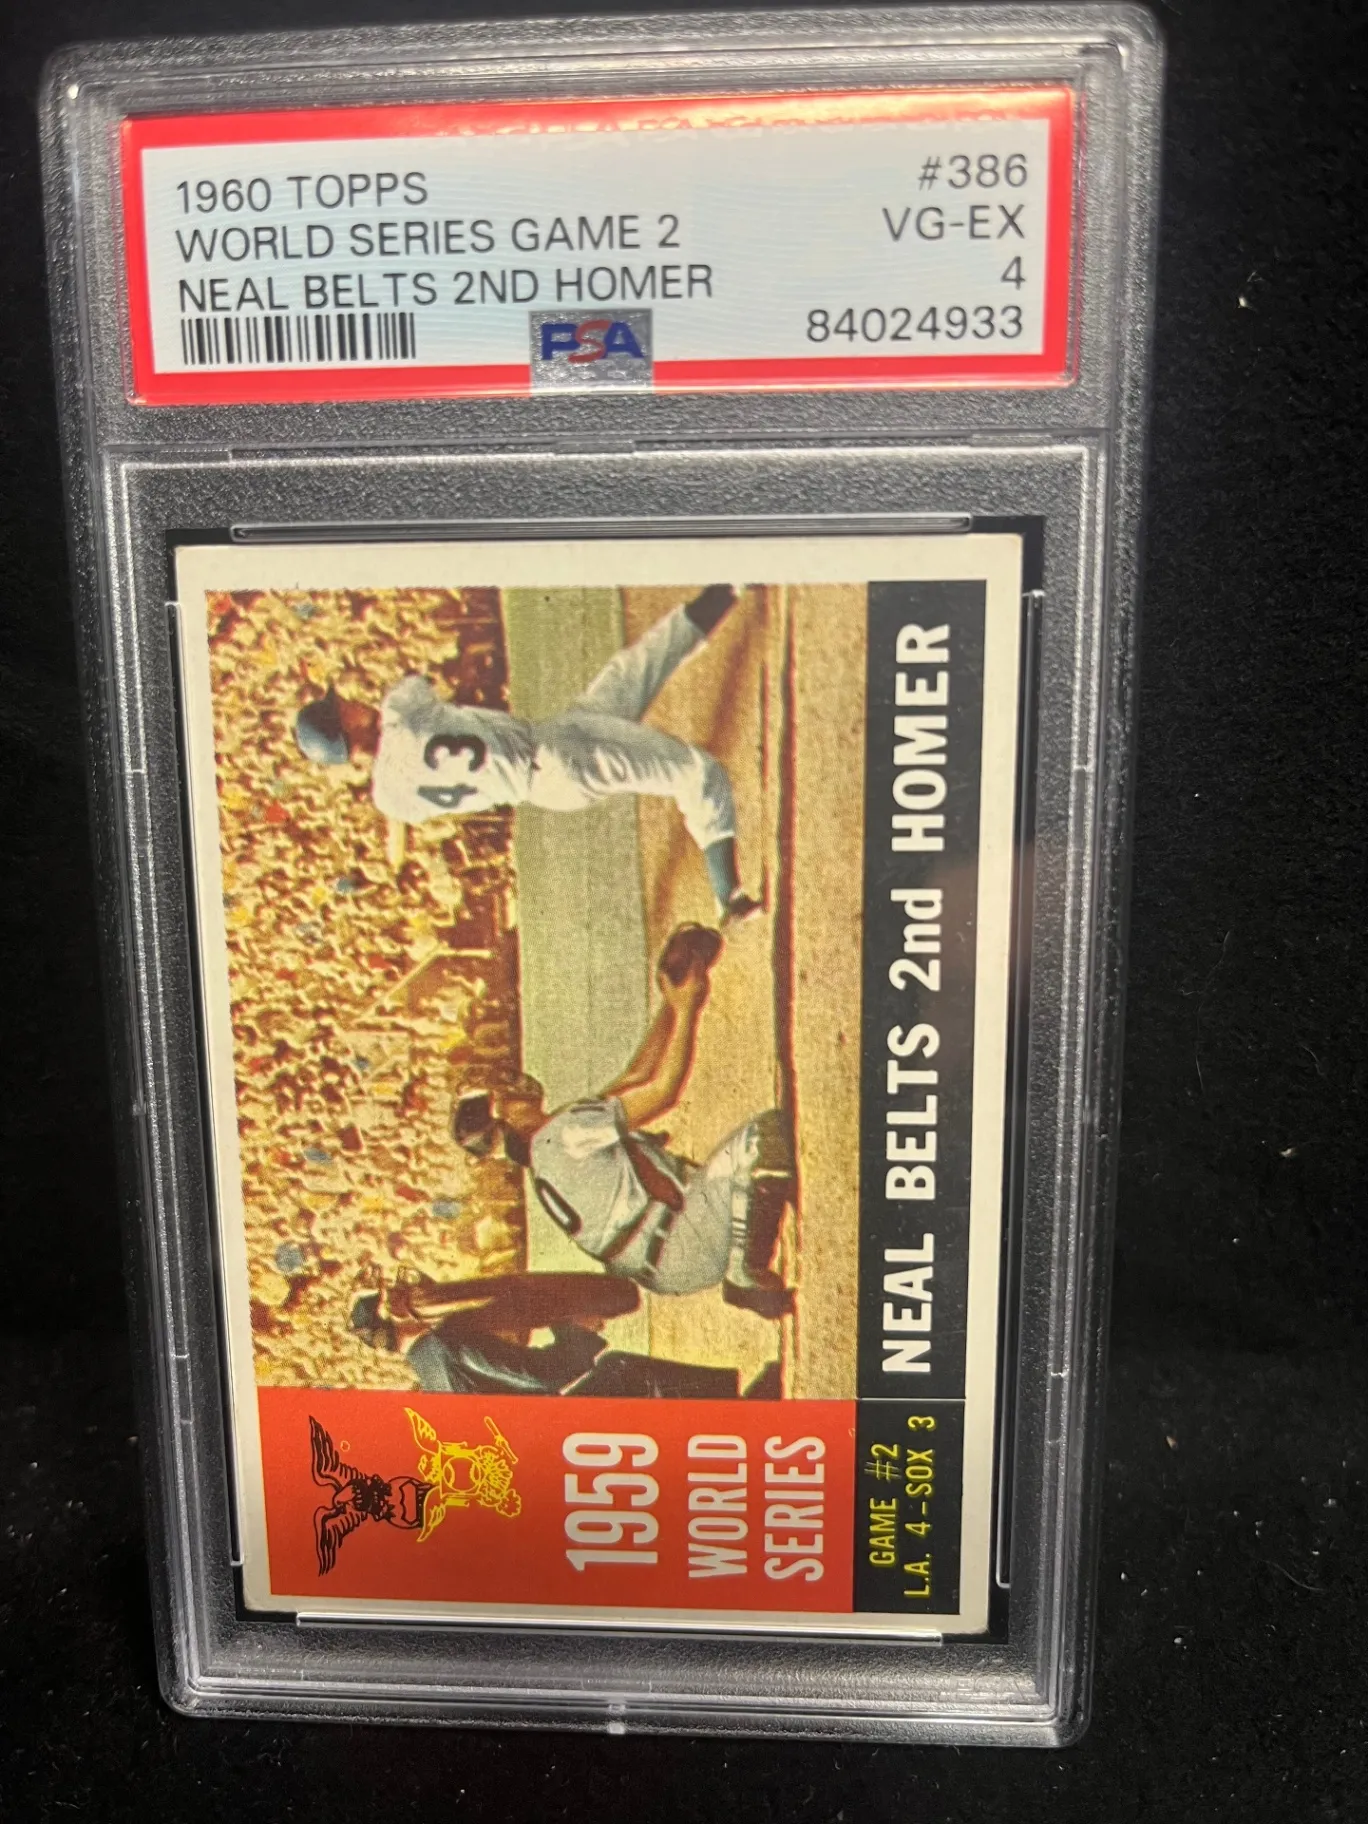 1960 TOPPS
WORLD SERIES GAME 2
NEAL BELTS 2ND HOMER
#386
VG-EX
4
84024933
PSA
43
1959
WORLD
SERIES
GAME #2
L.A. 4-SOX 3
NEAL BELTS 2nd HOMER